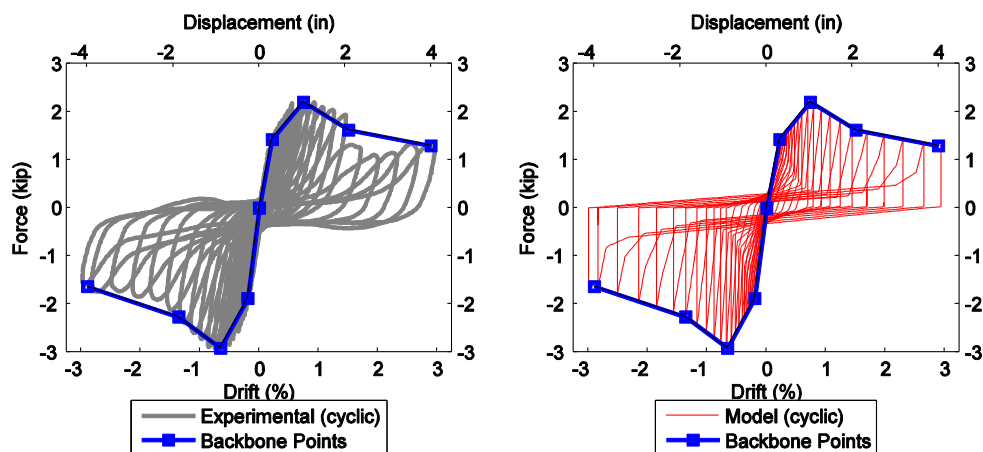 Displacement (in)
-4 -2 0 2 4
3 3
2 2
1 1
0 0
-1 -1
-2 -2
-3 -3
Force (kip)
-3 -2 -1 0 1 2 3
Drift (%)
Experimental (cyclic)
Backbone Points
Displacement (in)
-4 -2 0 2 4
3 3
2 2
1 1
0 0
-1 -1
-2 -2
-3 -3
Force (kip)
-3 -2 -1 0 1 2 3
Drift (%)
Model (cyclic)
Backbone Points